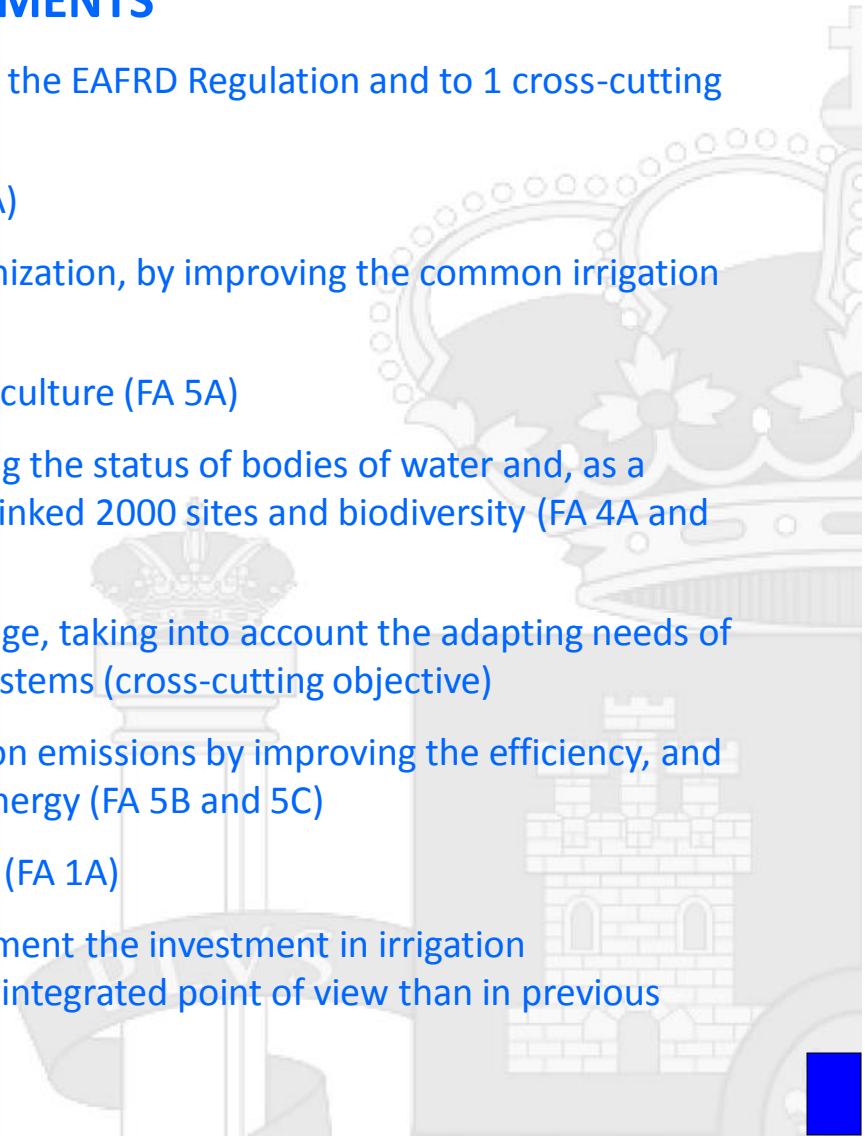 MENTS
the EAFRD Regulation and to 1 cross-cutting
A)
nization, by improving the common irrigation
culture (FA 5A)
g the status of bodies of water and, as a
inked 2000 sites and biodiversity (FA 4A and
ge, taking into account the adapting needs of
stems (cross-cutting objective)
on emissions by improving the efficiency, and
nergy (FA 5B and 5C)
(FA 1A)
ment the investment in irrigation
integrated point of view than in previous
PLVS